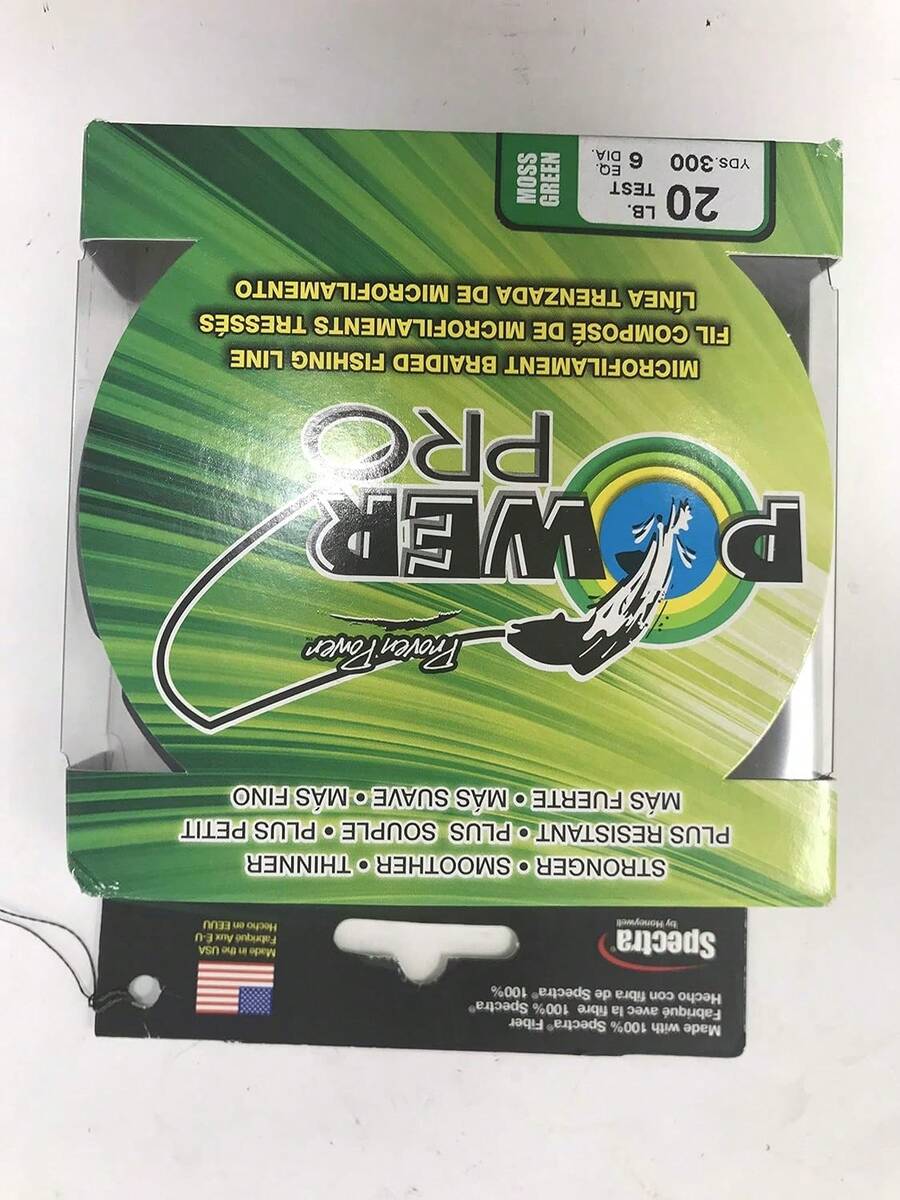 Made with 100% Spectra® Fiber
Fabriqué avec la fibre 100% Spectra®
Hecho con fibra de Spectra® 100%
Spectra®
by Honeywell
Made in the USA
Fabriqué Aux E-U
Hecho en EEUU
STRONGER • SMOOTHER • THINNER
PLUS RESISTANT • PLUS SOUPLE • PLUS PETIT
MÁS FUERTE • MÁS SUAVE • MÁS FINO
Proven Power™
POWER
PRO
MICROFILAMENT BRAIDED FISHING LINE
FIL COMPOSÉ DE MICROFILAMENTS TRESSÉS
LÍNEA TRENZADA DE MICROFILAMENTO
20 LB. TEST
YDS. 300 EQ. 6 DIA.
MOSS
GREEN